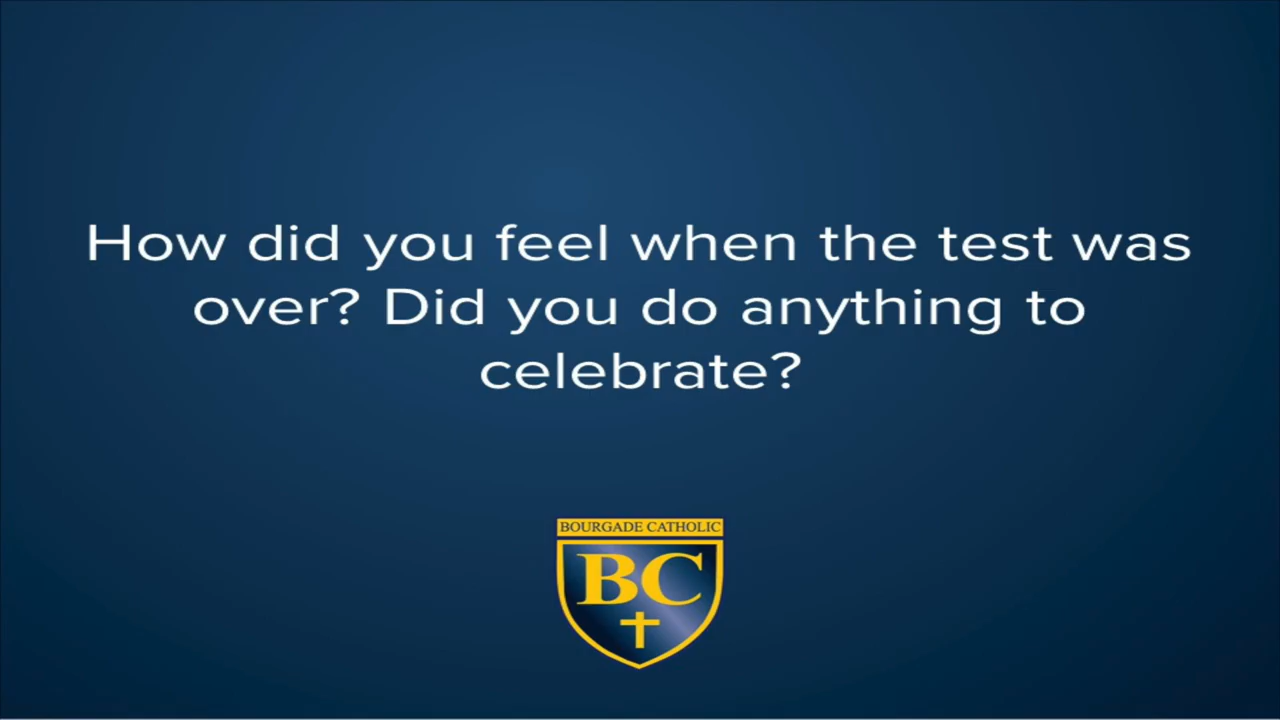 How did you feel when the test was
over? Did you do anything to
celebrate?
BOURGADE CATHOLIC
BC